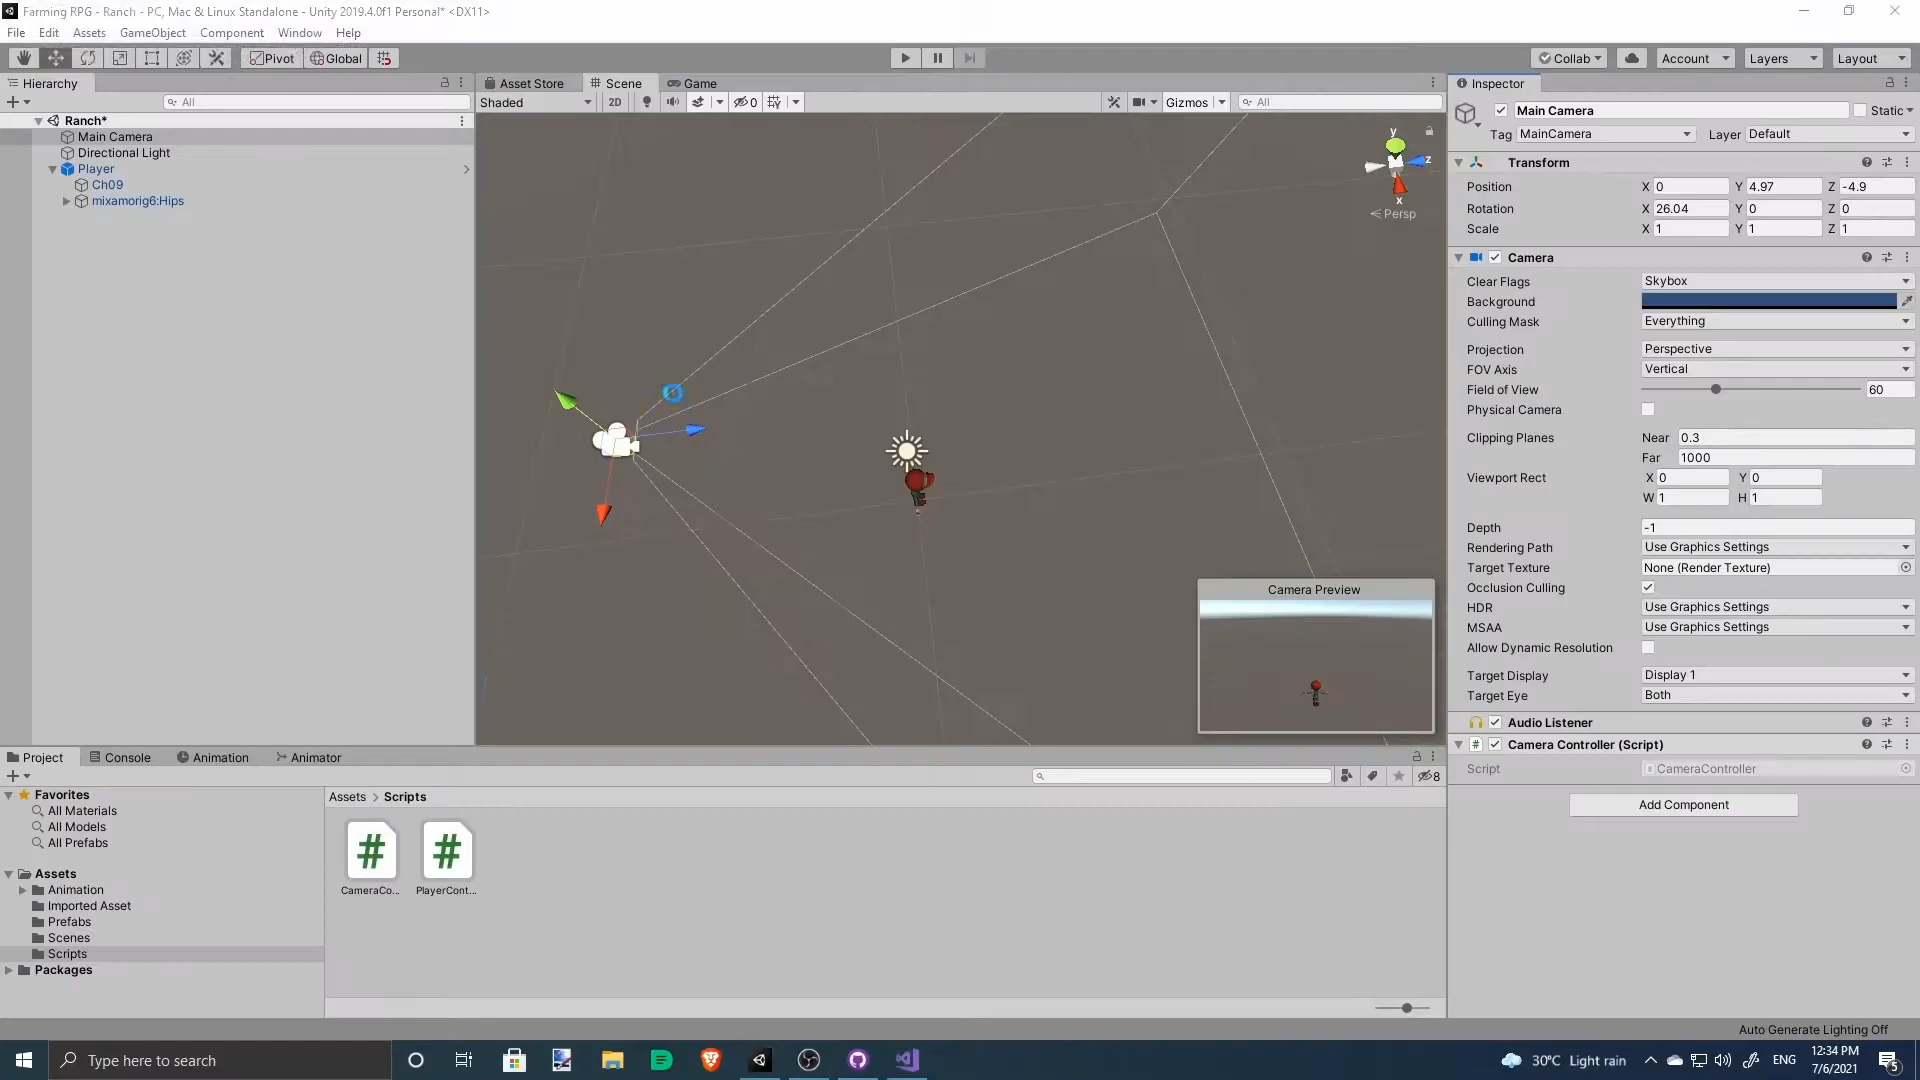 Farming RPG - Ranch - PC, Mac & Linux Standalone - Unity 2019.4.0f1 Personal* <DX11>
File Edit Assets GameObject Component Window Help
Pivot Global Collab Account Layers Layout
Hierarchy
All
Ranch*
Main Camera
Directional Light
Player
Ch09
mixamorig6:Hips
Asset Store Scene Game
Shaded 2D 0 Gizmos All
y
z
x
Persp
Camera Preview
Inspector
Main Camera Static
Tag MainCamera Layer Default
Transform
Position X 0 Y 4.97 Z -4.9
Rotation X 26.04 Y 0 Z 0
Scale X 1 Y 1 Z 1
Camera
Clear Flags Skybox
Background
Culling Mask Everything
Projection Perspective
FOV Axis Vertical
Field of View 60
Physical Camera
Clipping Planes Near 0.3
Far 1000
Viewport Rect X 0 Y 0
W 1 H 1
Depth -1
Rendering Path Use Graphics Settings
Target Texture None (Render Texture)
Occlusion Culling
HDR Use Graphics Settings
MSAA Use Graphics Settings
Allow Dynamic Resolution
Target Display Display 1
Target Eye Both
Audio Listener
# Camera Controller (Script)
Script CameraController
Add Component
Project Console Animation Animator
8
Favorites
All Materials
All Models
All Prefabs
Assets
Animation
Imported Asset
Prefabs
Scenes
Scripts
Packages
Assets > Scripts
# #
CameraCo... PlayerCont...
Auto Generate Lighting Off
Type here to search
30°C Light rain ENG 12:34 PM
7/6/2021
5